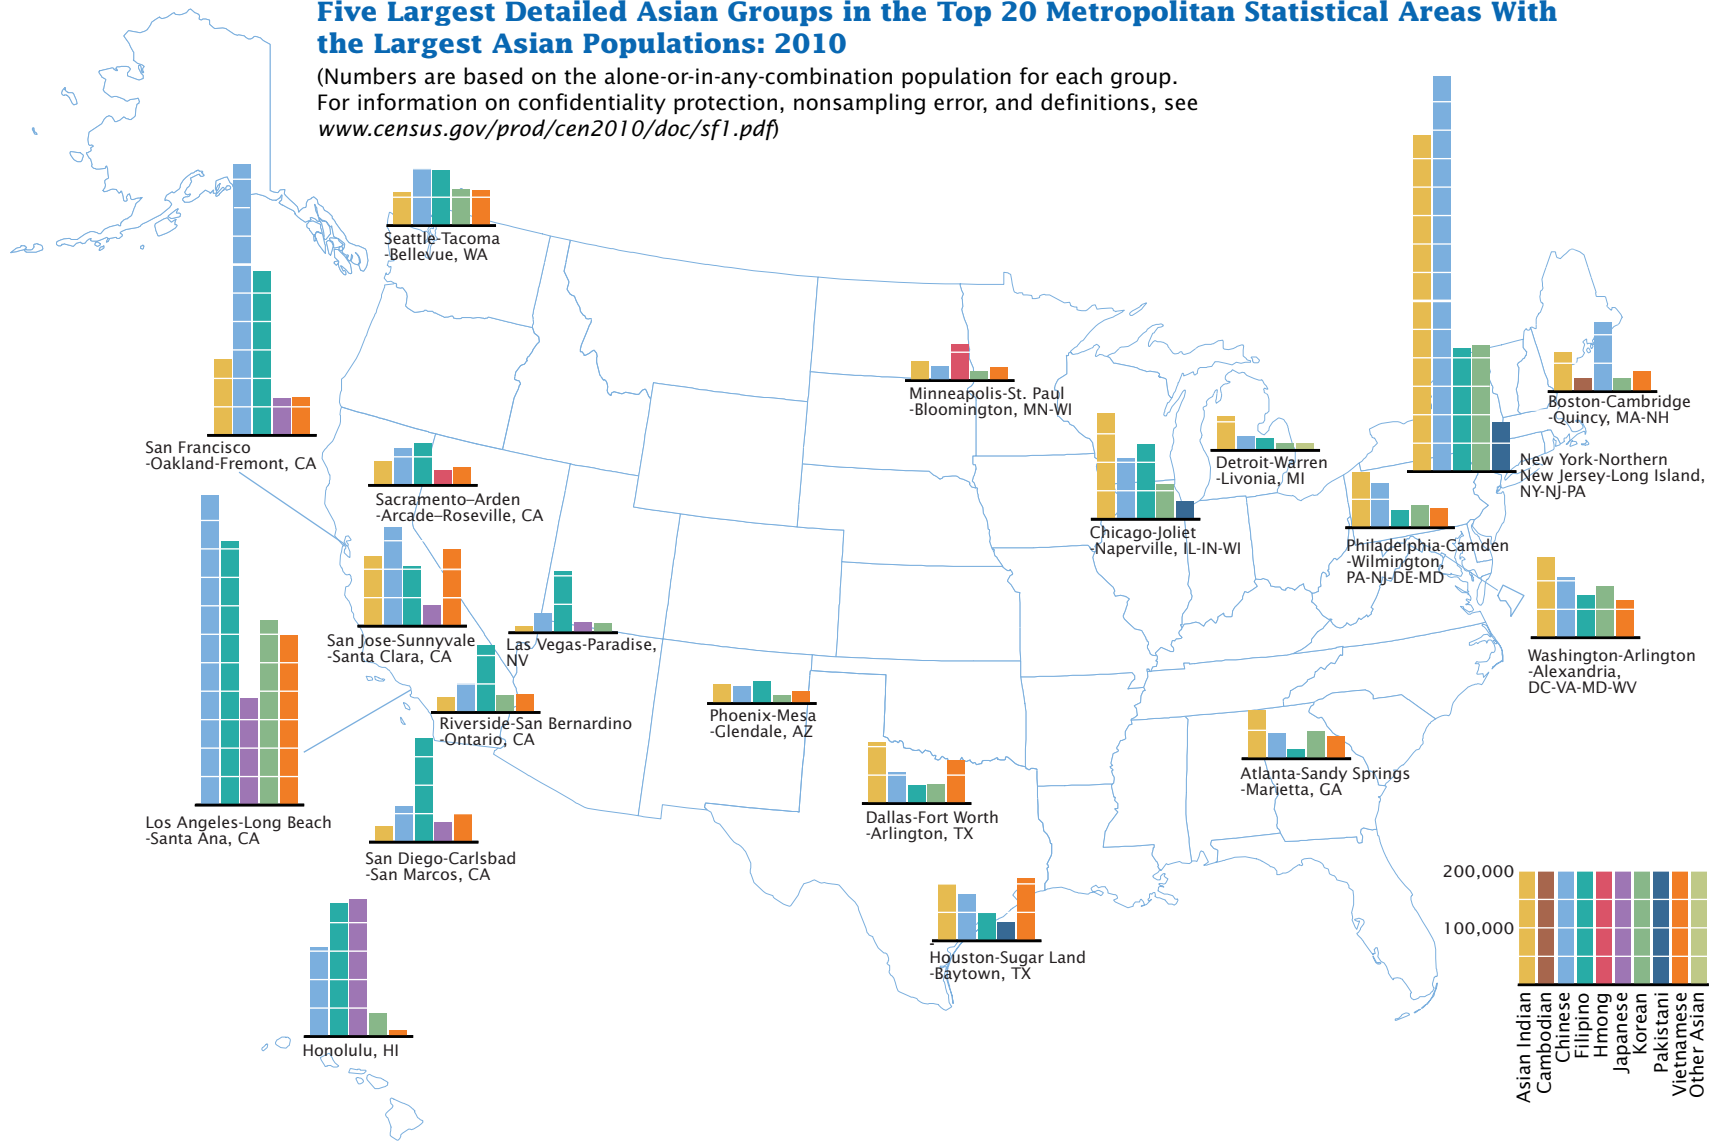 Five Largest Detailed Asian Groups in the Top 20 Metropolitan Statistical Areas With
the Largest Asian Populations: 2010
(Numbers are based on the alone-or-in-any-combination population for each group.
For information on confidentiality protection, nonsampling error, and definitions, see
www.census.gov/prod/cen2010/doc/sf1.pdf)
Seattle-Tacoma
-Bellevue, WA
Minneapolis-St. Paul
-Bloomington, MN-WI
Boston-Cambridge
-Quincy, MA-NH
San Francisco
-Oakland-Fremont, CA
Detroit-Warren
-Livonia, MI
New York-Northern
New Jersey-Long Island,
NY-NJ-PA
Sacramento–Arden
-Arcade–Roseville, CA
Chicago-Joliet
-Naperville, IL-IN-WI
Philadelphia-Camden
-Wilmington,
PA-NJ-DE-MD
San Jose-Sunnyvale
-Santa Clara, CA
Las Vegas-Paradise,
NV
Washington-Arlington
-Alexandria,
DC-VA-MD-WV
Riverside-San Bernardino
-Ontario, CA
Phoenix-Mesa
-Glendale, AZ
Atlanta-Sandy Springs
-Marietta, GA
Los Angeles-Long Beach
-Santa Ana, CA
Dallas-Fort Worth
-Arlington, TX
San Diego-Carlsbad
-San Marcos, CA
Houston-Sugar Land
-Baytown, TX
Honolulu, HI
200,000
100,000
Asian Indian
Cambodian
Chinese
Filipino
Hmong
Japanese
Korean
Pakistani
Vietnamese
Other Asian